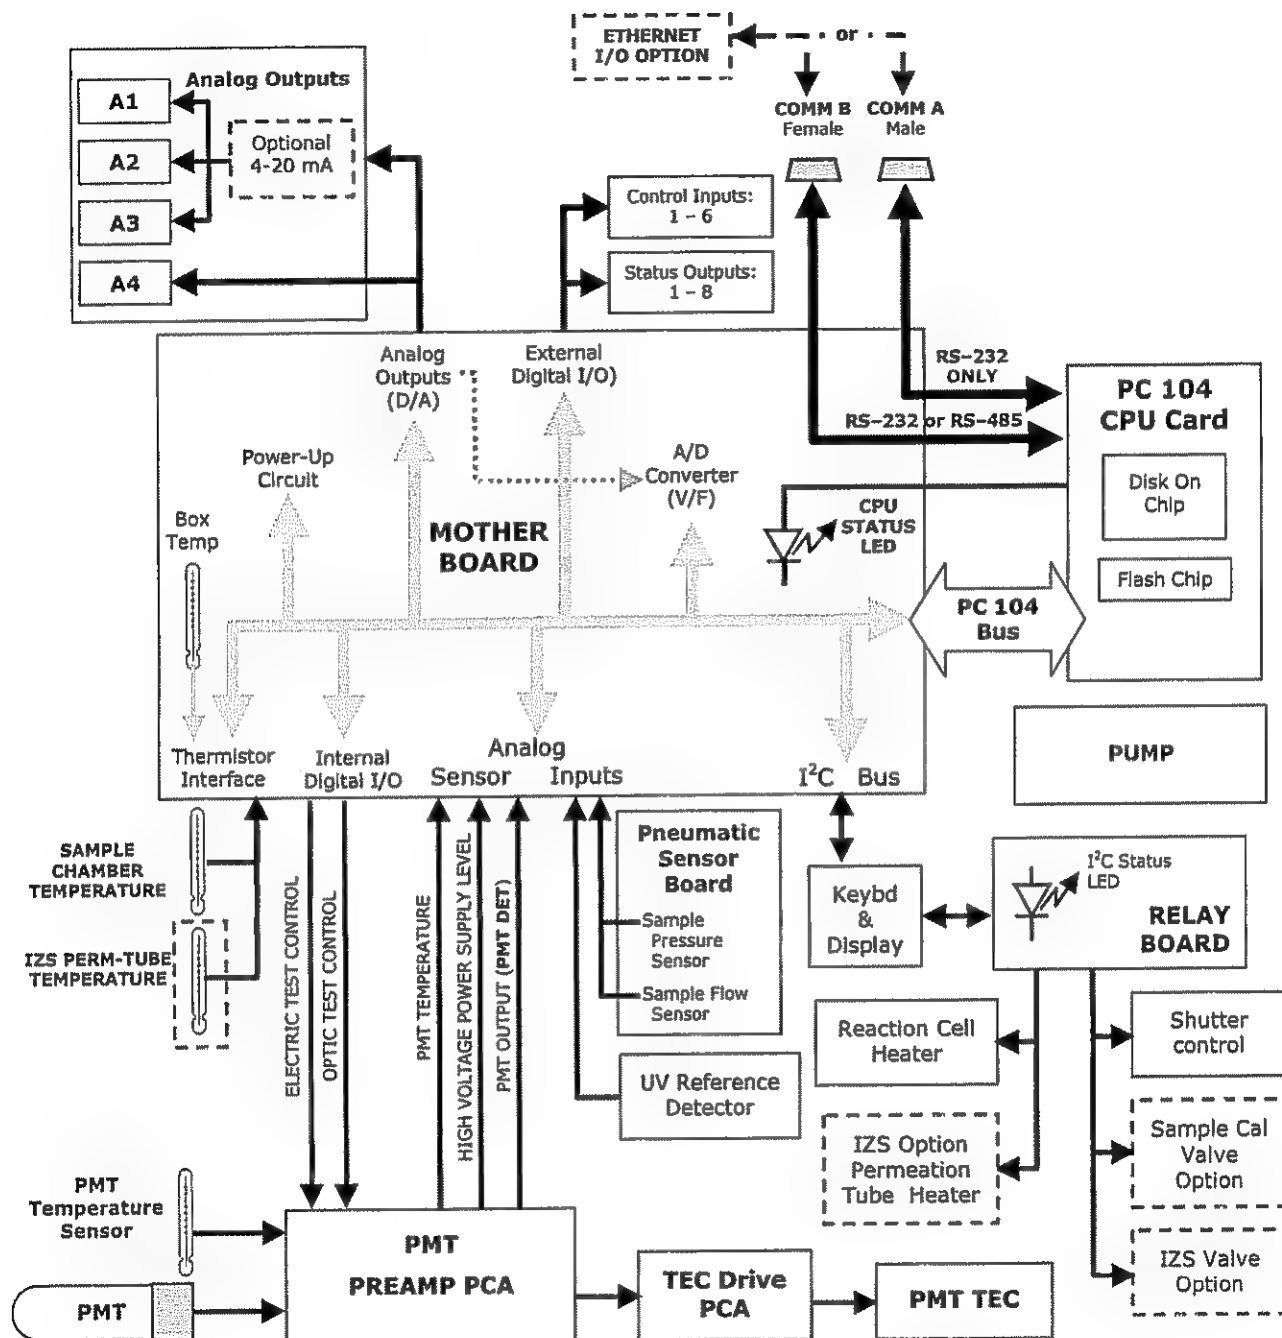 ETHERNET
I/O OPTION
or
Analog Outputs
A1
A2
A3
A4
Optional
4-20 mA
COMM B
Female
COMM A
Male
Control Inputs:
1 – 6
Status Outputs:
1 – 8
Analog
Outputs
(D/A)
External
Digital I/O)
RS–232
ONLY
RS–232 or RS–485
PC 104
CPU Card
Disk On
Chip
Flash Chip
Power-Up
Circuit
A/D
Converter
(V/F)
Box
Temp
MOTHER
BOARD
CPU
STATUS
LED
PC 104
Bus
PUMP
Thermistor
Interface
Internal
Digital I/O
Analog
Sensor Inputs
I²C Bus
SAMPLE
CHAMBER
TEMPERATURE
IZS PERM-TUBE
TEMPERATURE
ELECTRIC TEST CONTROL
OPTIC TEST CONTROL
PMT TEMPERATURE
HIGH VOLTAGE POWER SUPPLY LEVEL
PMT OUTPUT (PMT DET)
Pneumatic
Sensor
Board
Sample
Pressure
Sensor
Sample Flow
Sensor
UV Reference
Detector
Keybd
&
Display
I²C Status
LED
RELAY
BOARD
Reaction Cell
Heater
IZS Option
Permeation
Tube Heater
Shutter
control
Sample Cal
Valve
Option
IZS Valve
Option
PMT
Temperature
Sensor
PMT
PMT
PREAMP PCA
TEC Drive
PCA
PMT TEC